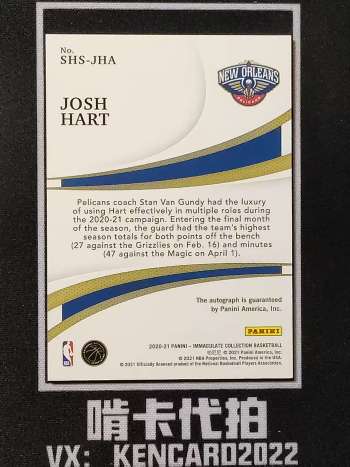 No.
SHS-JHA
NEW ORLEANS
PELICANS
JOSH
HART
Pelicans coach Stan Van Gundy had the luxury
of using Hart effectively in multiple roles during
the 2020-21 campaign. Entering the final month
of the season, the guard had the team's highest
season totals for both points off the bench
(27 against the Grizzlies on Feb. 16) and minutes
(47 against the Magic on April 1).
The autograph is guaranteed
by Panini America, Inc.
PANINI
2020-21 PANINI – IMMACULATE COLLECTION BASKETBALL
© 2021 Panini America, Inc.
© 2021 NBA Properties, Inc. Produced in the USA.
© 2021 Officially licensed product of the National Basketball Players Association.
NBA
啃卡代拍
VX: KENCARD2022